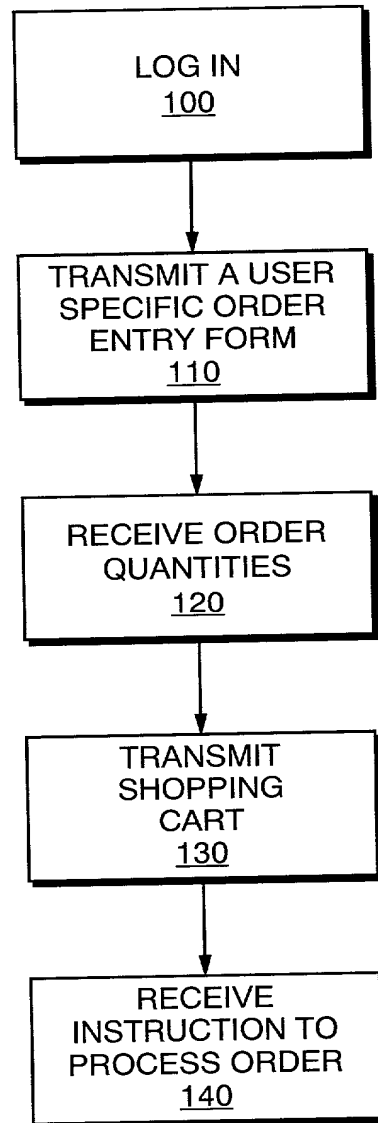 LOG IN
100
TRANSMIT A USER
SPECIFIC ORDER
ENTRY FORM
110
RECEIVE ORDER
QUANTITIES
120
TRANSMIT
SHOPPING
CART
130
RECEIVE
INSTRUCTION TO
PROCESS ORDER
140